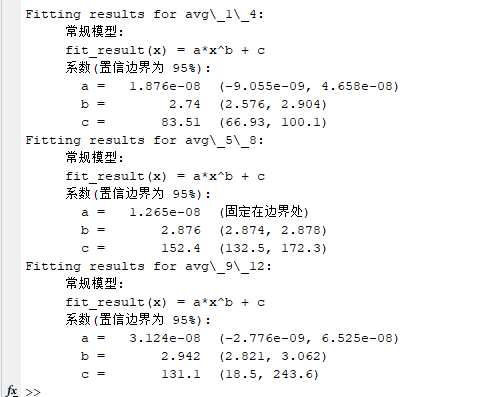 Fitting results for avg\_1\_4:
常规模型:
fit_result(x) = a*x^b + c
系数(置信边界为 95%):
a = 1.876e-08 (-9.055e-09, 4.658e-08)
b = 2.74 (2.576, 2.904)
c = 83.51 (66.93, 100.1)
Fitting results for avg\_5\_8:
常规模型:
fit_result(x) = a*x^b + c
系数(置信边界为 95%):
a = 1.265e-08 (固定在边界处)
b = 2.876 (2.874, 2.878)
c = 152.4 (132.5, 172.3)
Fitting results for avg\_9\_12:
常规模型:
fit_result(x) = a*x^b + c
系数(置信边界为 95%):
a = 3.124e-08 (-2.776e-09, 6.525e-08)
b = 2.942 (2.821, 3.062)
c = 131.1 (18.5, 243.6)
fx >>